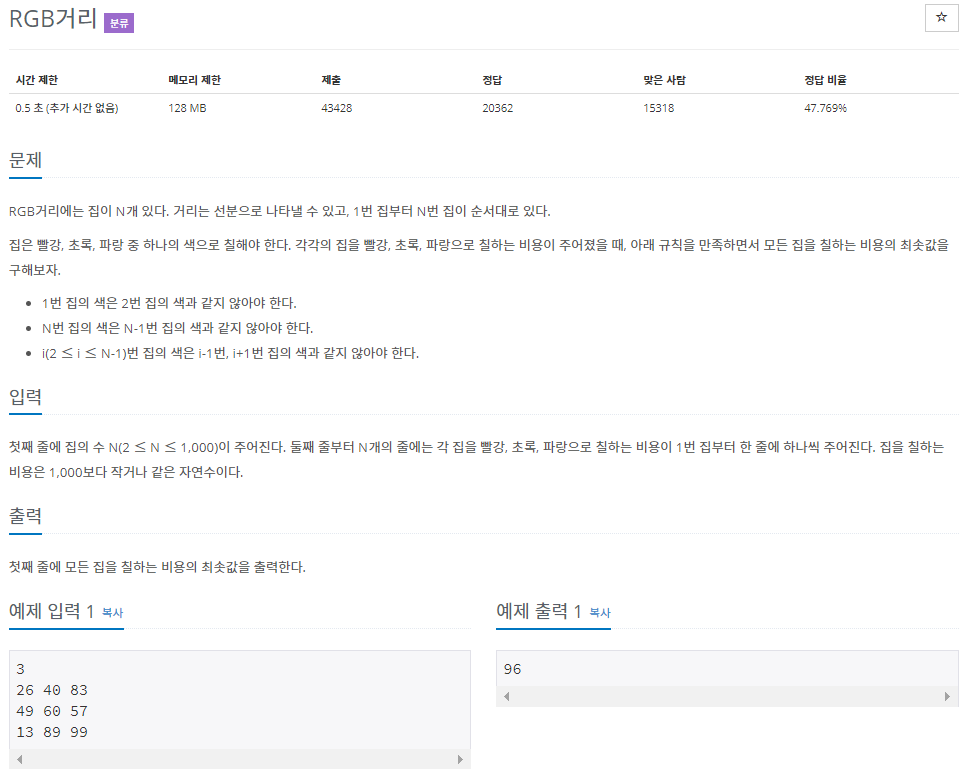 RGB거리 분류
☆
시간 제한 메모리 제한 제출 정답 맞은 사람 정답 비율
0.5 초 (추가 시간 없음) 128 MB 43428 20362 15318 47.769%
문제
RGB거리에는 집이 N개 있다. 거리는 선분으로 나타낼 수 있고, 1번 집부터 N번 집이 순서대로 있다.
집은 빨강, 초록, 파랑 중 하나의 색으로 칠해야 한다. 각각의 집을 빨강, 초록, 파랑으로 칠하는 비용이 주어졌을 때, 아래 규칙을 만족하면서 모든 집을 칠하는 비용의 최솟값을
구해보자.
• 1번 집의 색은 2번 집의 색과 같지 않아야 한다.
• N번 집의 색은 N-1번 집의 색과 같지 않아야 한다.
• i(2 ≤ i ≤ N-1)번 집의 색은 i-1번, i+1번 집의 색과 같지 않아야 한다.
입력
첫째 줄에 집의 수 N(2 ≤ N ≤ 1,000)이 주어진다. 둘째 줄부터 N개의 줄에는 각 집을 빨강, 초록, 파랑으로 칠하는 비용이 1번 집부터 한 줄에 하나씩 주어진다. 집을 칠하는
비용은 1,000보다 작거나 같은 자연수이다.
출력
첫째 줄에 모든 집을 칠하는 비용의 최솟값을 출력한다.
예제 입력 1 복사
3
26 40 83
49 60 57
13 89 99
예제 출력 1 복사
96